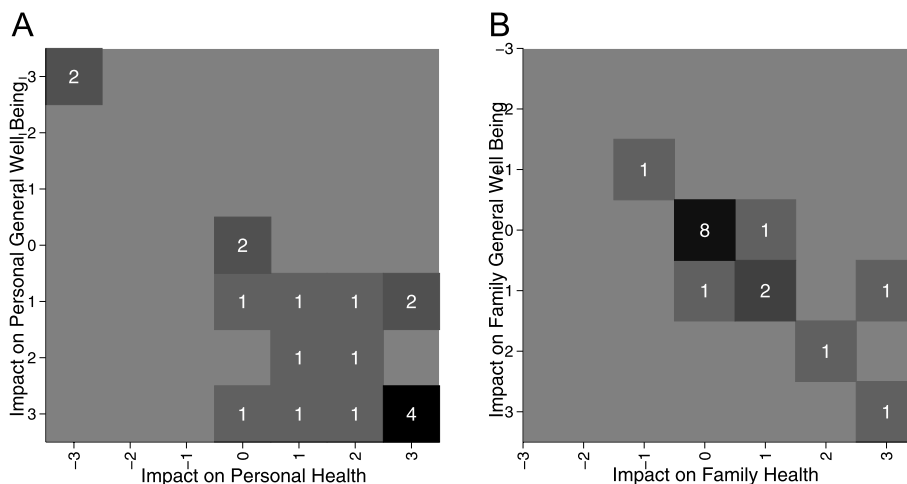 A
B
Impact on Personal General Well Being
-3
-2
-1
0
1
2
3
2
2
1 1 1 2
1 1
1 1 1 4
-3 -2 -1 0 1 2 3
Impact on Personal Health
Impact on Family General Well Being
-3
-2
-1
0
1
2
3
1
8 1
1 2 1
1
1
-3 -2 -1 0 1 2 3
Impact on Family Health